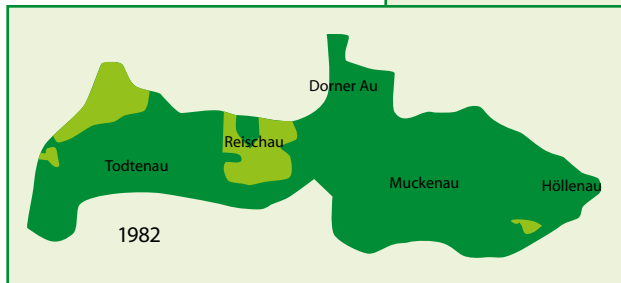 Dorner Au
Reischau
Todtenau
Muckenau
Höllenau
1982